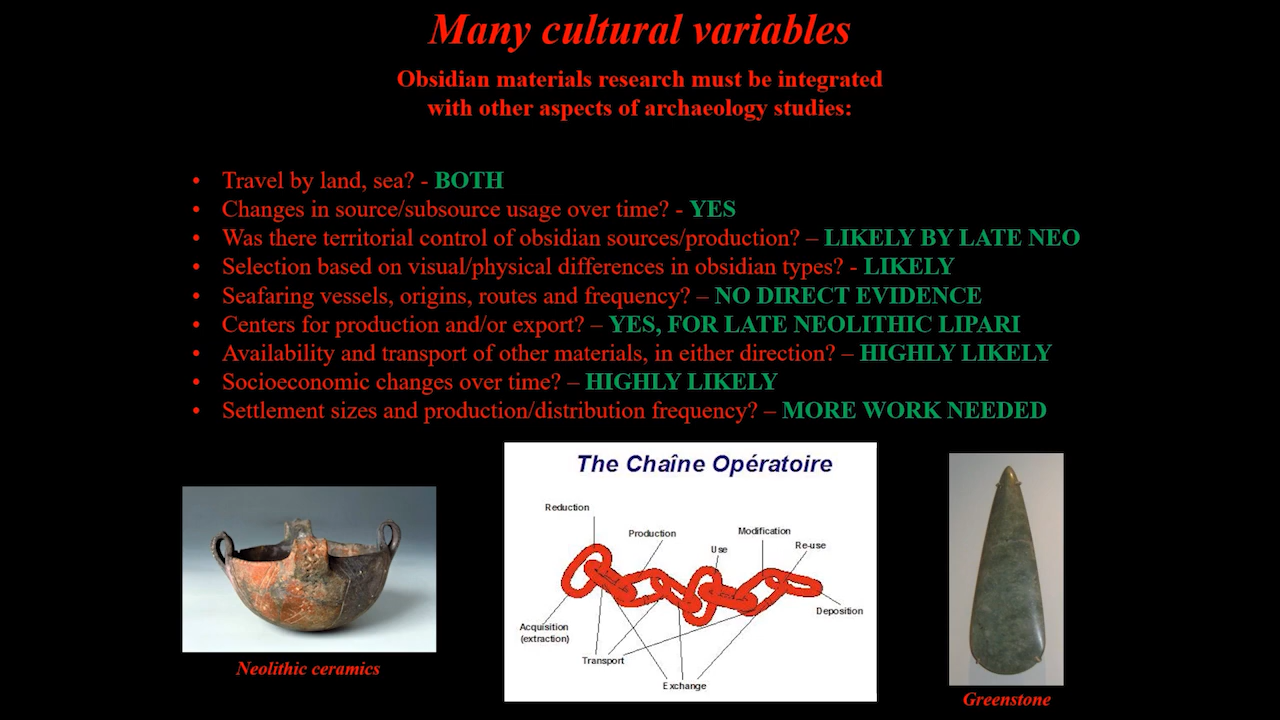 Many cultural variables
Obsidian materials research must be integrated
with other aspects of archaeology studies:
• Travel by land, sea? - BOTH
• Changes in source/subsource usage over time? - YES
• Was there territorial control of obsidian sources/production? – LIKELY BY LATE NEO
• Selection based on visual/physical differences in obsidian types? - LIKELY
• Seafaring vessels, origins, routes and frequency? – NO DIRECT EVIDENCE
• Centers for production and/or export? – YES, FOR LATE NEOLITHIC LIPARI
• Availability and transport of other materials, in either direction? – HIGHLY LIKELY
• Socioeconomic changes over time? – HIGHLY LIKELY
• Settlement sizes and production/distribution frequency? – MORE WORK NEEDED
The Chaîne Opératoire
Reduction
Production
Use
Modification
Re-use
Deposition
Acquisition
(extraction)
Transport
Exchange
Neolithic ceramics
Greenstone